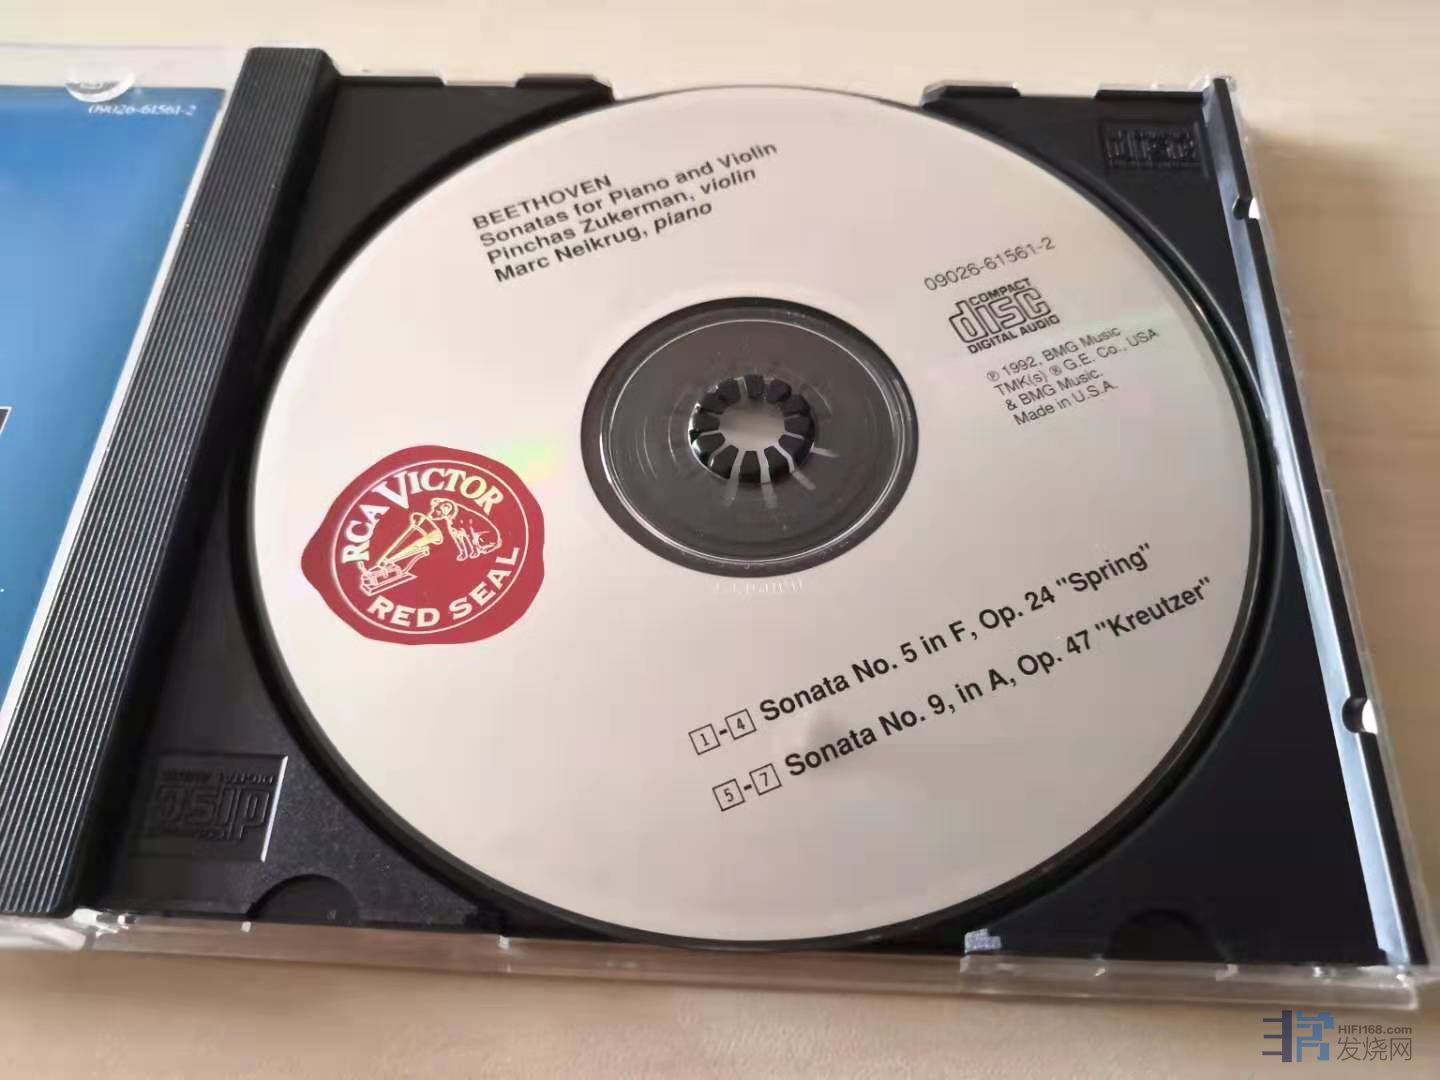 09026-61561-2
BEETHOVEN
Sonatas for Piano and Violin
Pinchas Zukerman, violin
Marc Neikrug, piano
09026-61561-2
COMPACT
disc
DIGITAL AUDIO
℗ 1992, BMG Music
TMK(s) ® G.E. Co., USA
& BMG Music.
Made in U.S.A.
RCA VICTOR
RED SEAL
1-4 Sonata No. 5 in F, Op. 24 "Spring"
5-7 Sonata No. 9, in A, Op. 47 "Kreutzer"
disc
DIGITAL AUDIO
HIFI168.com
发烧网